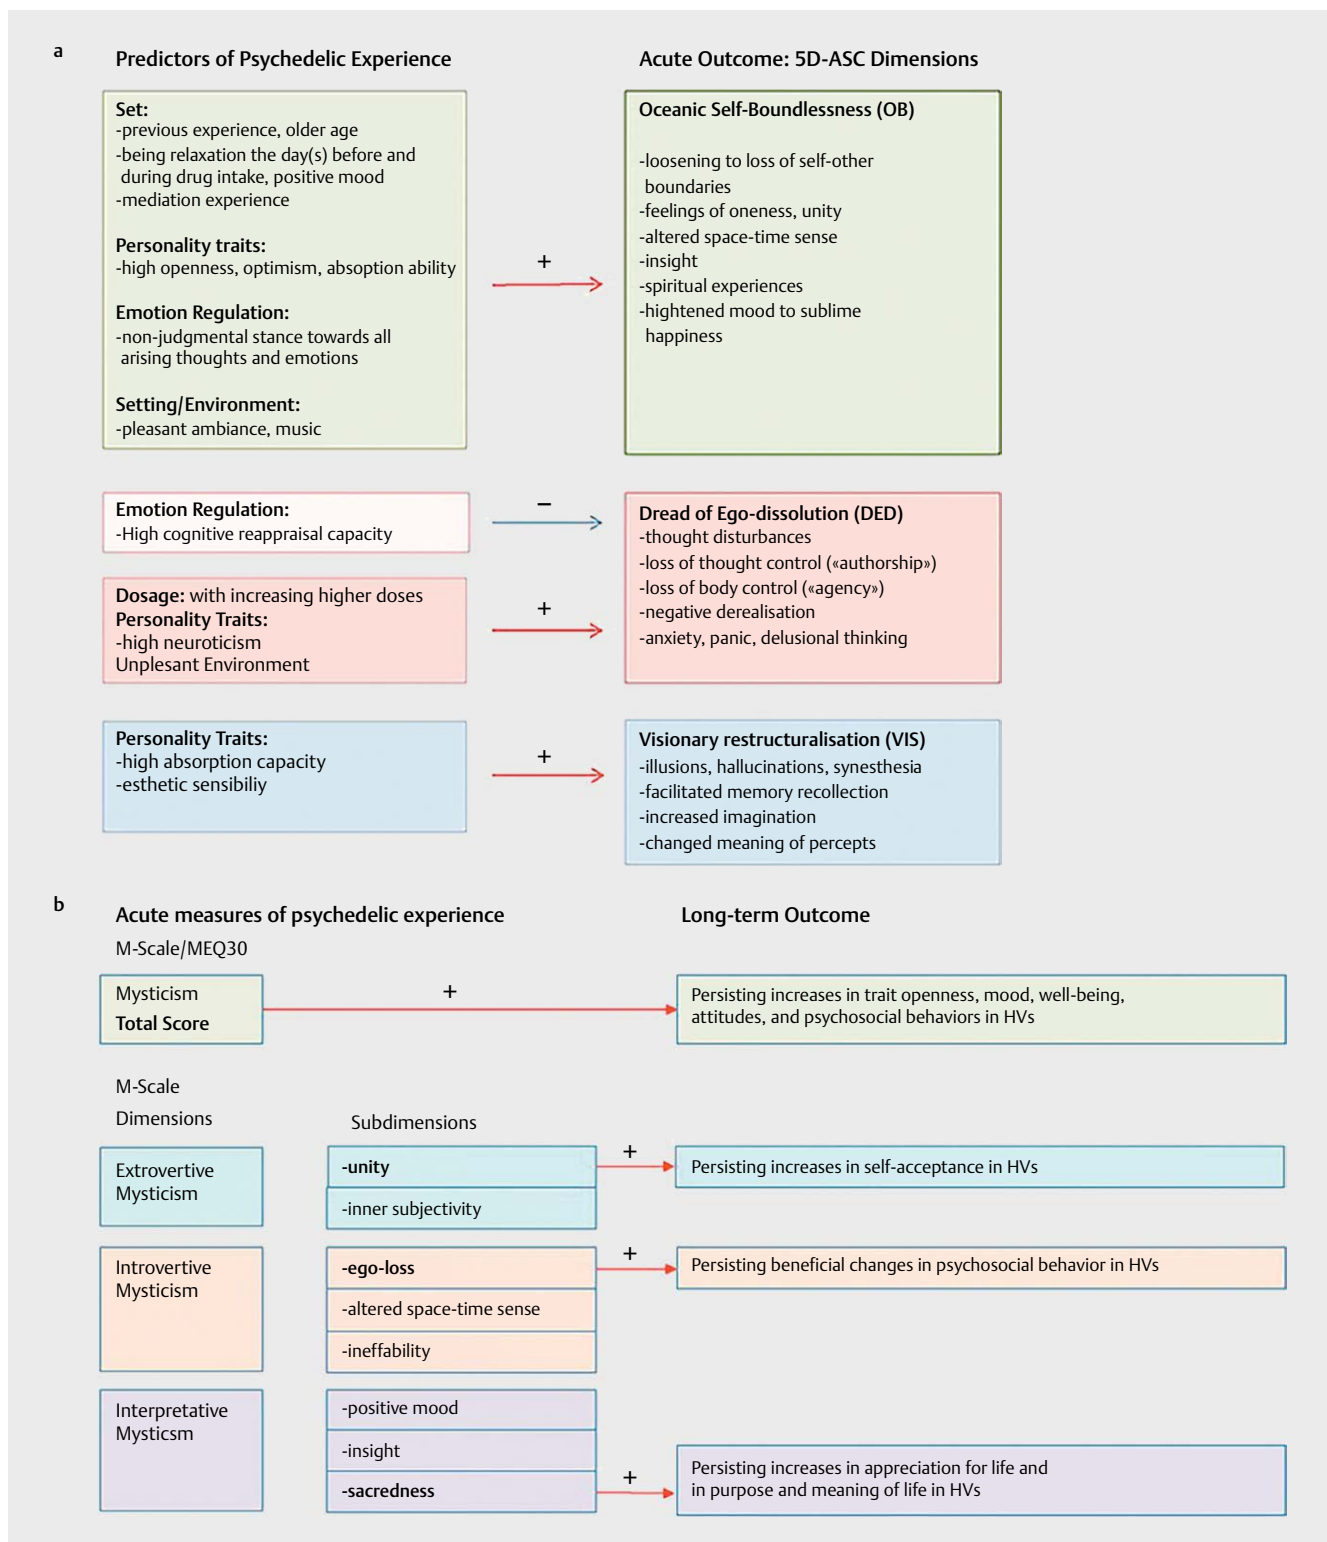 a
Predictors of Psychedelic Experience
Acute Outcome: 5D-ASC Dimensions
Set:
-previous experience, older age
-being relaxation the day(s) before and
during drug intake, positive mood
-mediation experience
Personality traits:
-high openness, optimism, absoption ability
Emotion Regulation:
-non-judgmental stance towards all
arising thoughts and emotions
Setting/Environment:
-pleasant ambiance, music
+
Oceanic Self-Boundlessness (OB)
-loosening to loss of self-other
boundaries
-feelings of oneness, unity
-altered space-time sense
-insight
-spiritual experiences
-hightened mood to sublime
happiness
Emotion Regulation:
-High cognitive reappraisal capacity
–
Dosage: with increasing higher doses
Personality Traits:
-high neuroticism
Unplesant Environment
+
Dread of Ego-dissolution (DED)
-thought disturbances
-loss of thought control («authorship»)
-loss of body control («agency»)
-negative derealisation
-anxiety, panic, delusional thinking
Personality Traits:
-high absorption capacity
-esthetic sensibiliy
+
Visionary restructuralisation (VIS)
-illusions, hallucinations, synesthesia
-facilitated memory recollection
-increased imagination
-changed meaning of percepts
b
Acute measures of psychedelic experience
Long-term Outcome
M-Scale/MEQ30
Mysticism
Total Score
+
Persisting increases in trait openness, mood, well-being,
attitudes, and psychosocial behaviors in HVs
M-Scale
Dimensions
Subdimensions
Extrovertive
Mysticism
-unity
-inner subjectivity
+
Persisting increases in self-acceptance in HVs
Introvertive
Mysticism
-ego-loss
-altered space-time sense
-ineffability
+
Persisting beneficial changes in psychosocial behavior in HVs
Interpretative
Mysticsm
-positive mood
-insight
-sacredness
+
Persisting increases in appreciation for life and
in purpose and meaning of life in HVs